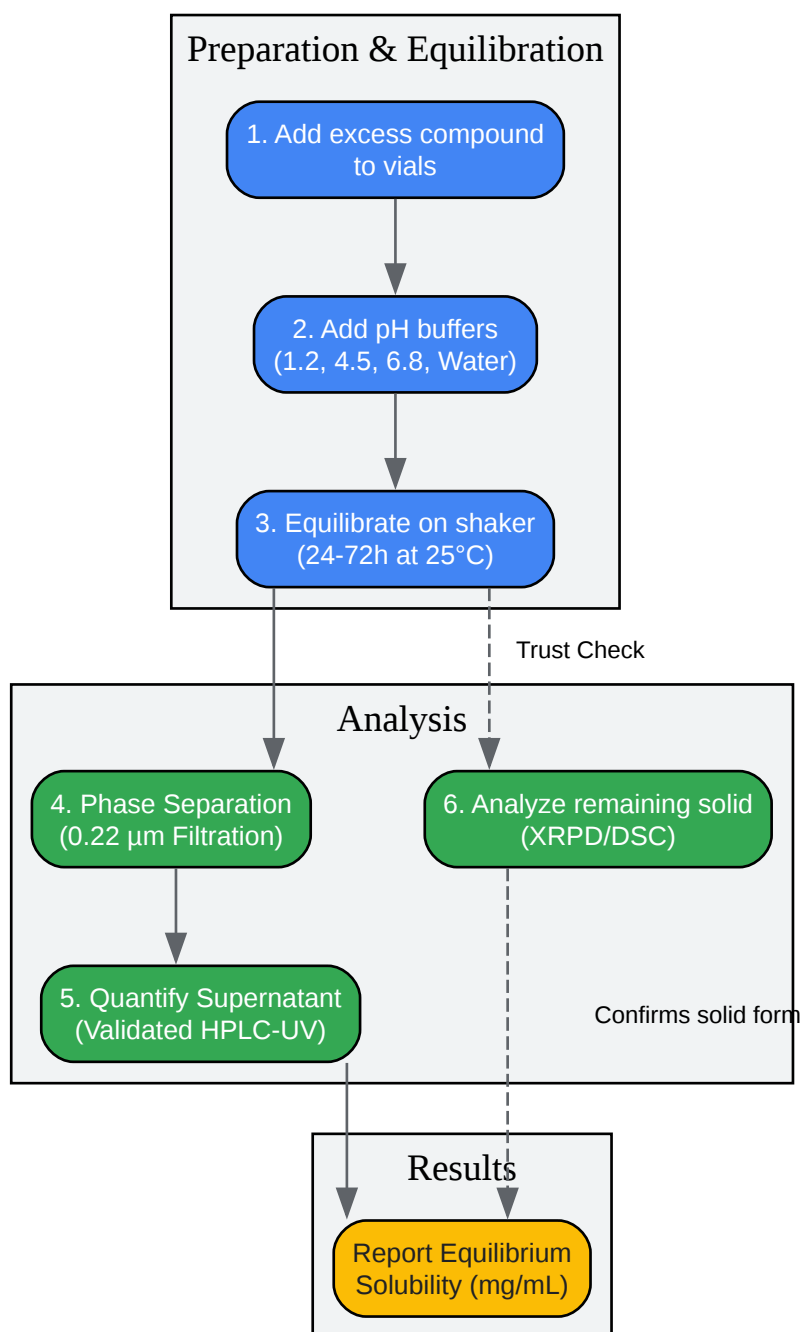 Preparation & Equilibration
1. Add excess compound
to vials
2. Add pH buffers
(1.2, 4.5, 6.8, Water)
3. Equilibrate on shaker
(24-72h at 25°C)
Trust Check
Analysis
4. Phase Separation
(0.22 µm Filtration)
6. Analyze remaining solid
(XRPD/DSC)
5. Quantify Supernatant
(Validated HPLC-UV)
Confirms solid form
Results
Report Equilibrium
Solubility (mg/mL)